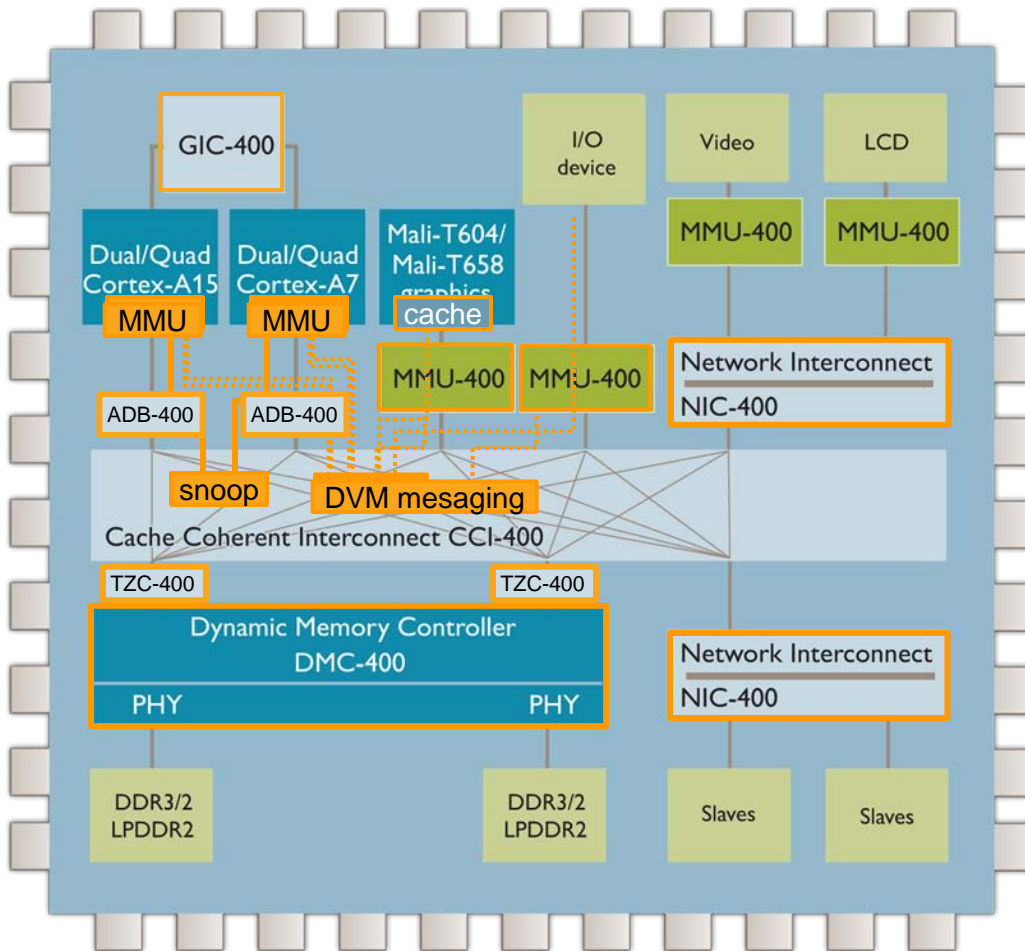 GIC-400
I/O
device
Video
LCD
MMU-400
MMU-400
Dual/Quad
Cortex-A15
MMU
Dual/Quad
Cortex-A7
MMU
Mali-T604/
Mali-T658
graphics
cache
MMU-400
MMU-400
Network Interconnect
NIC-400
ADB-400
ADB-400
snoop
DVM mesaging
Cache Coherent Interconnect CCI-400
TZC-400
TZC-400
Dynamic Memory Controller
DMC-400
PHY
PHY
Network Interconnect
NIC-400
DDR3/2
LPDDR2
DDR3/2
LPDDR2
Slaves
Slaves